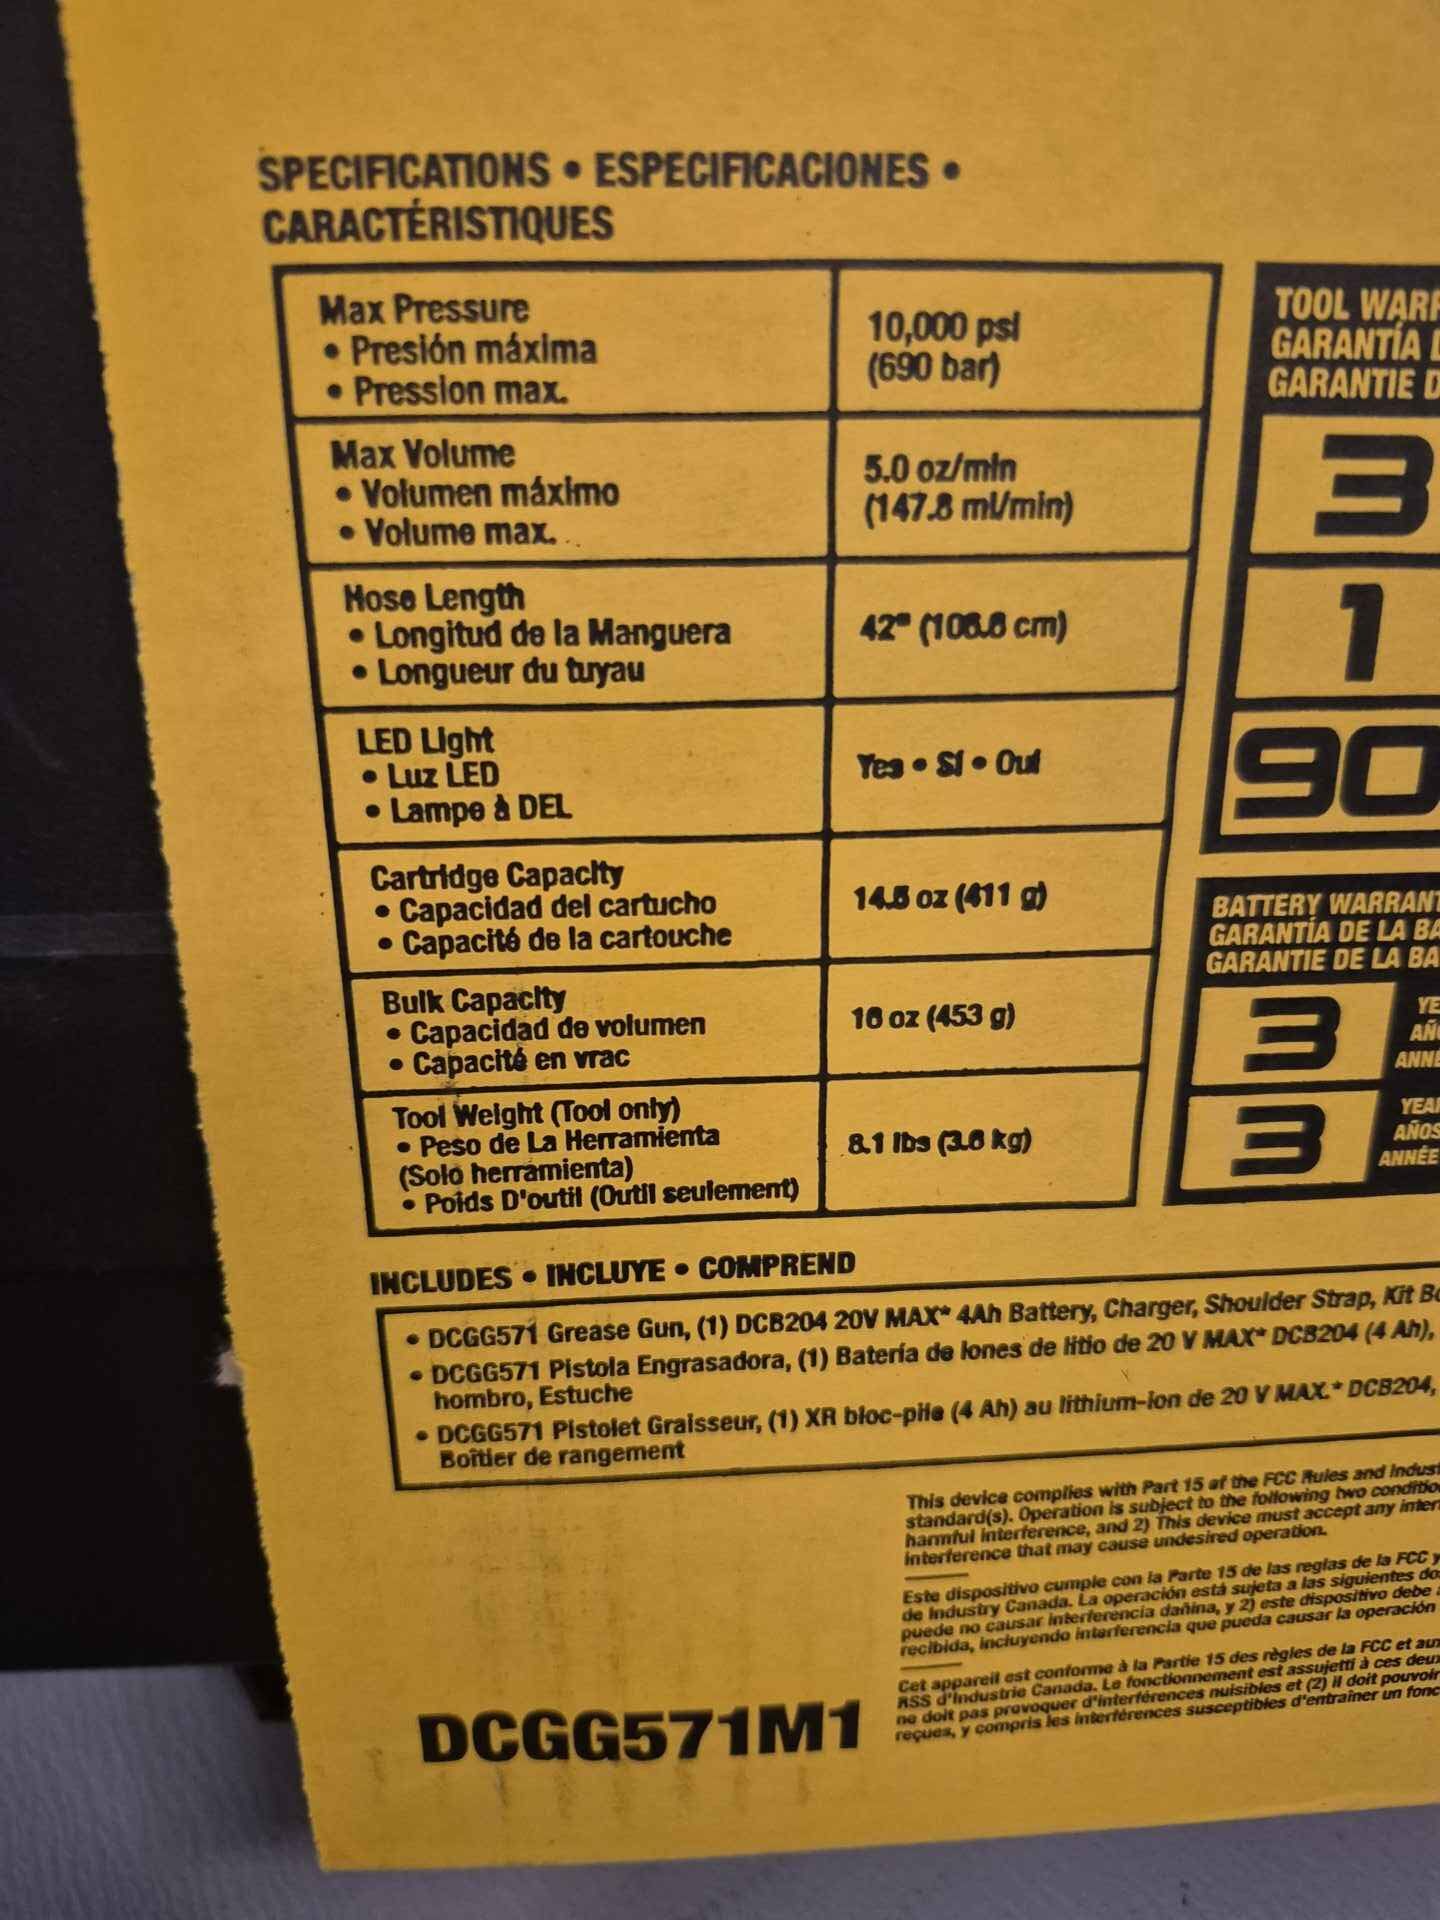 SPECIFICATIONS • ESPECIFICACIONES •
CARACTÉRISTIQUES
Max Pressure
• Presión máxima
• Pression max.
10,000 psi
(690 bar)
Max Volume
• Volumen máximo
• Volume max.
5.0 oz/min
(147.8 ml/min)
Hose Length
• Longitud de la Manguera
• Longueur du tuyau
42" (106.6 cm)
LED Light
• Luz LED
• Lampe à DEL
Yes • Sí • Oui
Cartridge Capacity
• Capacidad del cartucho
• Capacité de la cartouche
14.5 oz (411 g)
Bulk Capacity
• Capacidad de volumen
• Capacité en vrac
16 oz (453 g)
Tool Weight (Tool only)
• Peso de La Herramienta
(Solo herramienta)
• Poids D'outil (Outil seulement)
8.1 lbs (3.6 kg)
TOOL WARR
GARANTÍA
GARANTIE D
3
1
90
BATTERY WARRANT
GARANTÍA DE LA BA
GARANTIE DE LA BA
3
YE
AÑO
ANNÉ
3
YEAR
AÑOS
ANNÉE
INCLUDES • INCLUYE • COMPREND
• DCGG571 Grease Gun, (1) DCB204 20V MAX* 4Ah Battery, Charger, Shoulder Strap, Kit Bo
• DCGG571 Pistola Engrasadora, (1) Batería de iones de litio de 20 V MAX* DCB204 (4 Ah),
hombro, Estuche
• DCGG571 Pistolet Graisseur, (1) XR bloc-pile (4 Ah) au lithium-ion de 20 V MAX.* DCB204,
Boîtier de rangement
This device complies with Part 15 of the FCC Rules and Indust
standard(s). Operation is subject to the following two conditio
harmful interference, and 2) This device must accept any inter
interference that may cause undesired operation.
Este dispositivo cumple con la Parte 15 de las reglas de la FCC y
de Industry Canada. La operación está sujeta a las siguientes do
puede no causar interferencia dañina, y 2) este dispositivo debe
recibida, incluyendo interferencia que pueda causar la operación
Cet appareil est conforme à la Partie 15 des règles de la FCC et aux
RSS d'Industrie Canada. Le fonctionnement est assujetti à ces deux
ne doit pas provoquer d'interférences nuisibles et (2) il doit pouvoir
reçues, y compris les interférences susceptibles d'entraîner un fonc
DCGG571M1